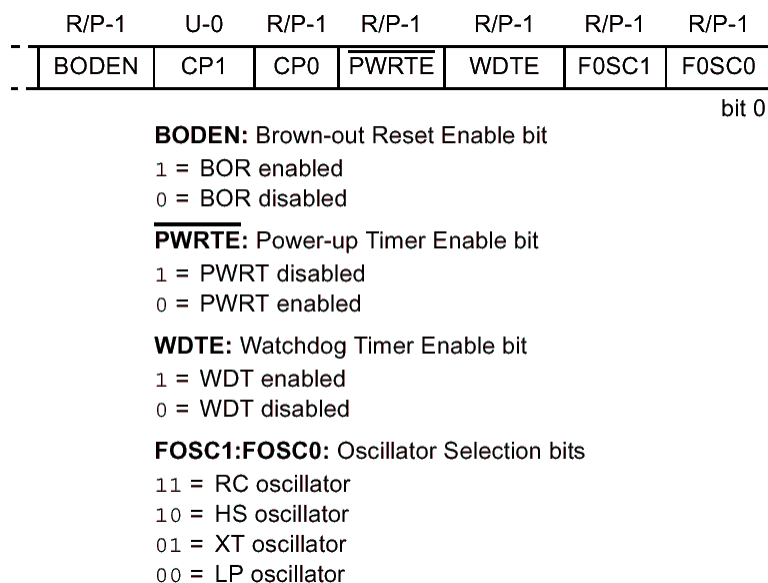 R/P-1 U-0 R/P-1 R/P-1 R/P-1 R/P-1 R/P-1
BODEN CP1 CP0 PWRTE WDTE F0SC1 F0SC0
bit 0
BODEN: Brown-out Reset Enable bit
1 = BOR enabled
0 = BOR disabled
PWRTE: Power-up Timer Enable bit
1 = PWRT disabled
0 = PWRT enabled
WDTE: Watchdog Timer Enable bit
1 = WDT enabled
0 = WDT disabled
FOSC1:FOSC0: Oscillator Selection bits
11 = RC oscillator
10 = HS oscillator
01 = XT oscillator
00 = LP oscillator